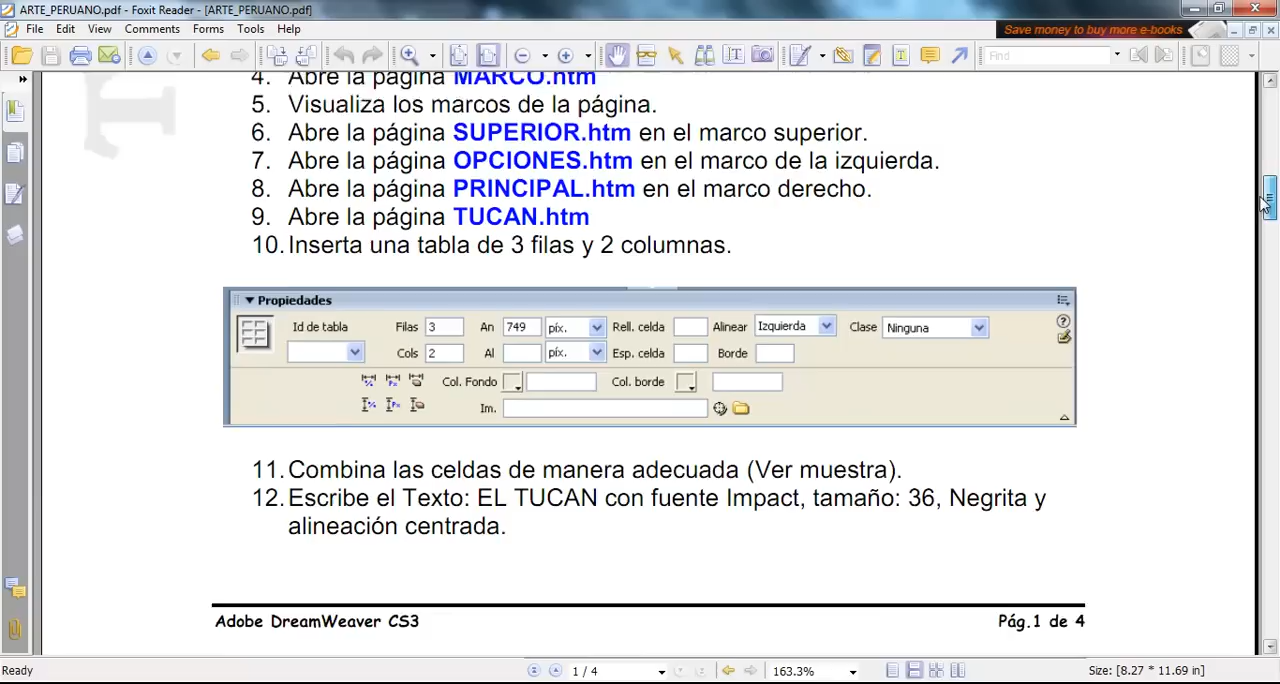 ARTE_PERUANO.pdf - Foxit Reader - [ARTE_PERUANO.pdf]
File Edit View Comments Forms Tools Help
Save money to buy more e-books
Find
4. Abre la página MARCO.htm
5. Visualiza los marcos de la página.
6. Abre la página SUPERIOR.htm en el marco superior.
7. Abre la página OPCIONES.htm en el marco de la izquierda.
8. Abre la página PRINCIPAL.htm en el marco derecho.
9. Abre la página TUCAN.htm
10. Inserta una tabla de 3 filas y 2 columnas.
Propiedades
Id de tabla Filas 3 An 749 píx. Rell. celda Alinear Izquierda Clase Ninguna
Cols 2 Al píx. Esp. celda Borde
Col. Fondo Col. borde
Im.
11. Combina las celdas de manera adecuada (Ver muestra).
12. Escribe el Texto: EL TUCAN con fuente Impact, tamaño: 36, Negrita y
alineación centrada.
Adobe DreamWeaver CS3 Pág.1 de 4
Ready 1 / 4 163.3% Size: [8.27 * 11.69 in]